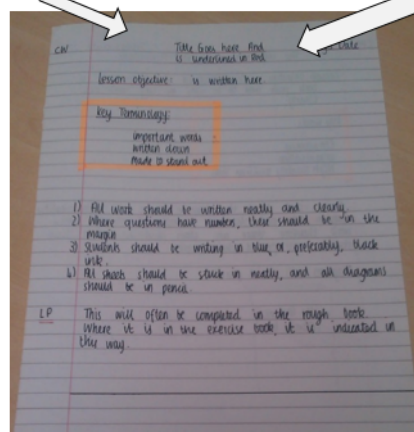 CW Title Goes here And Date
is underlined in Red
Lesson objective: is written here.
Key Terminology:
important words
written down
made to stand out
1) All work should be written neatly and clearly.
2) Where questions have numbers, these should be in the
margin
3) Students should be writing in blue, or, preferably, black
ink.
4) All sheets should be stuck in neatly, and all diagrams
should be in pencil.
LP This will often be completed in the rough book.
Where it is in the exercise book, it is indicated in
this way.